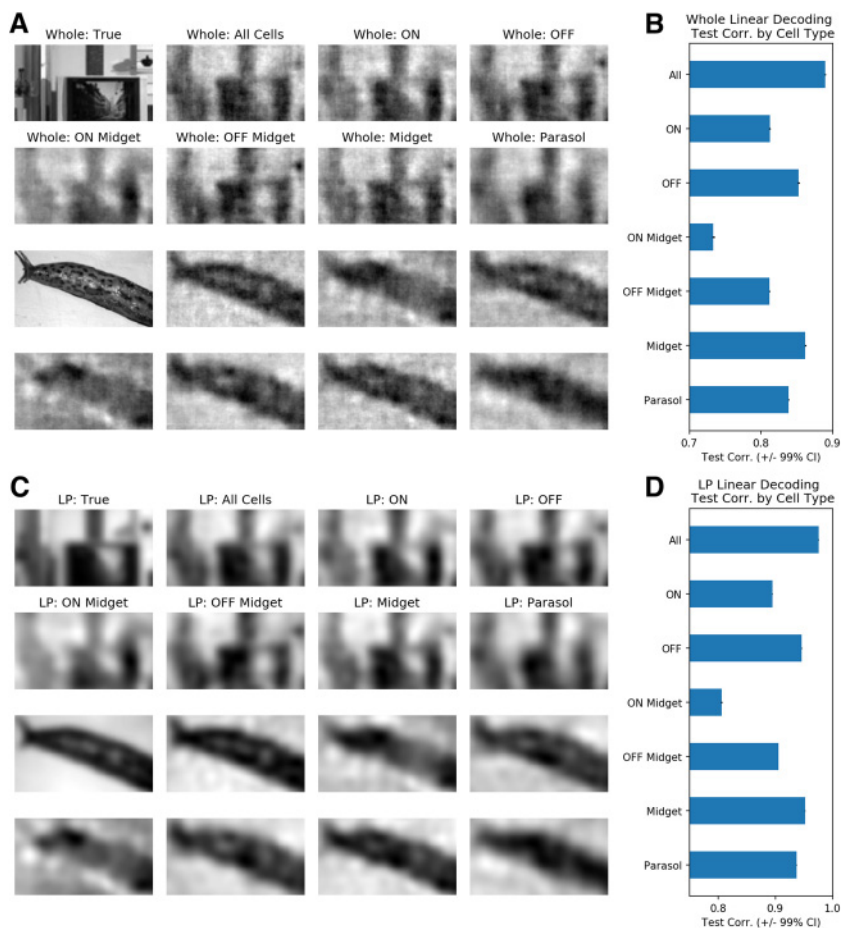 A
Whole: True
Whole: All Cells
Whole: ON
Whole: OFF
Whole: ON Midget
Whole: OFF Midget
Whole: Midget
Whole: Parasol
B
Whole Linear Decoding
Test Corr. by Cell Type
All
ON
OFF
ON Midget
OFF Midget
Midget
Parasol
0.7
0.8
0.9
Test Corr. (+/- 99% CI)
C
LP: True
LP: All Cells
LP: ON
LP: OFF
LP: ON Midget
LP: OFF Midget
LP: Midget
LP: Parasol
D
LP Linear Decoding
Test Corr. by Cell Type
All
ON
OFF
ON Midget
OFF Midget
Midget
Parasol
0.8
0.9
1.0
Test Corr. (+/- 99% CI)